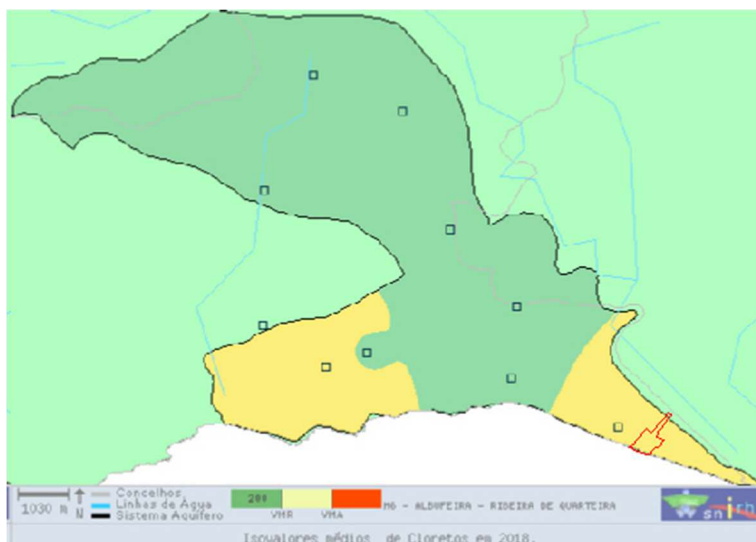 1030 m N
Concelhos
Linhas de Água
Sistema Aquífero
200
VMR VMA
M6 - ALBUFEIRA - RIBEIRA DE QUARTEIRA
snirh
Isovalores médios de Cloretos em 2018.